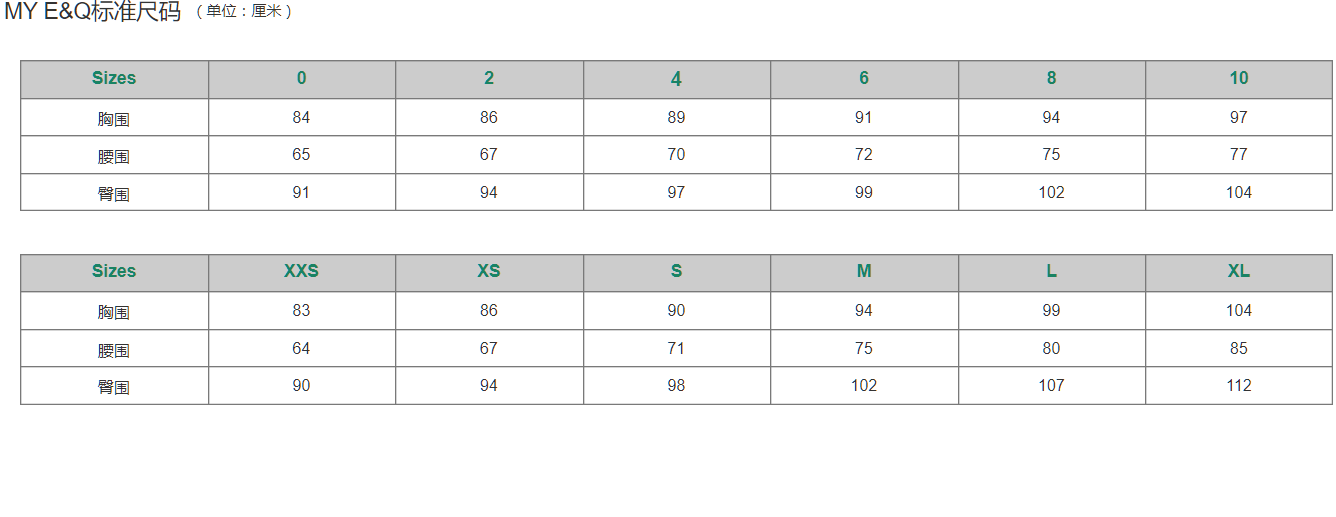 MY E&Q标准尺码 （单位：厘米）
Sizes 0 2 4 6 8 10
胸围 84 86 89 91 94 97
腰围 65 67 70 72 75 77
臀围 91 94 97 99 102 104
Sizes XXS XS S M L XL
胸围 83 86 90 94 99 104
腰围 64 67 71 75 80 85
臀围 90 94 98 102 107 112